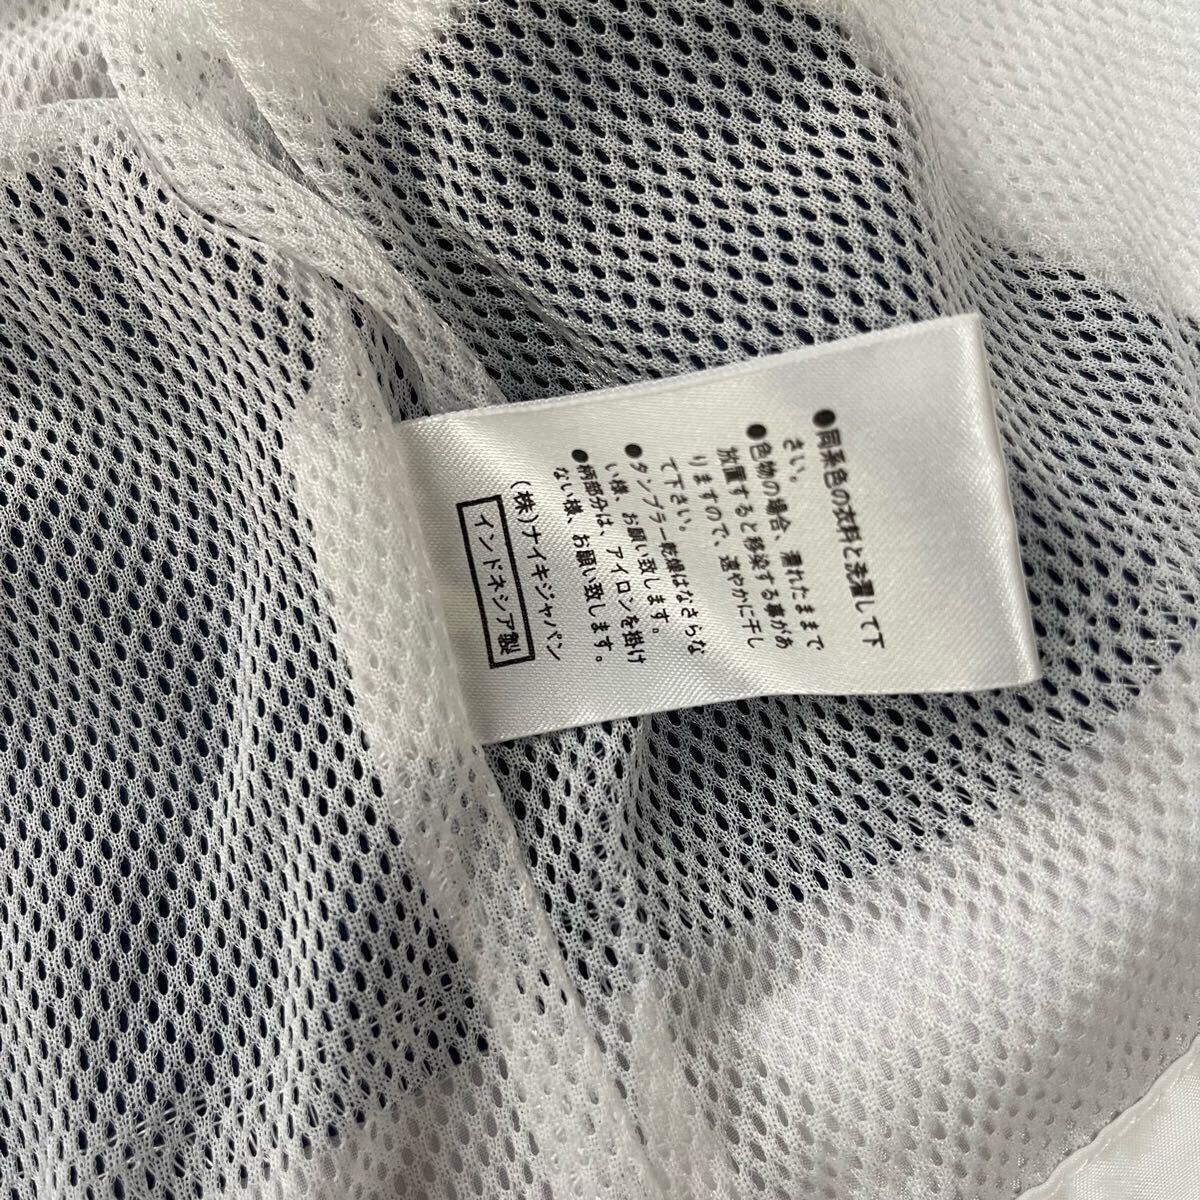 ●同系色の衣料と洗濯して下
さい。
●色物の場合、濡れたままで
放置すると移染する事があ
りますので、速やかに干し
て下さい。
●タンブラー乾燥はなさらな
い様、お願い致します。
●柄部分は、アイロンを掛け
ない様、お願い致します。
(株)ナイキジャパン
インドネシア製